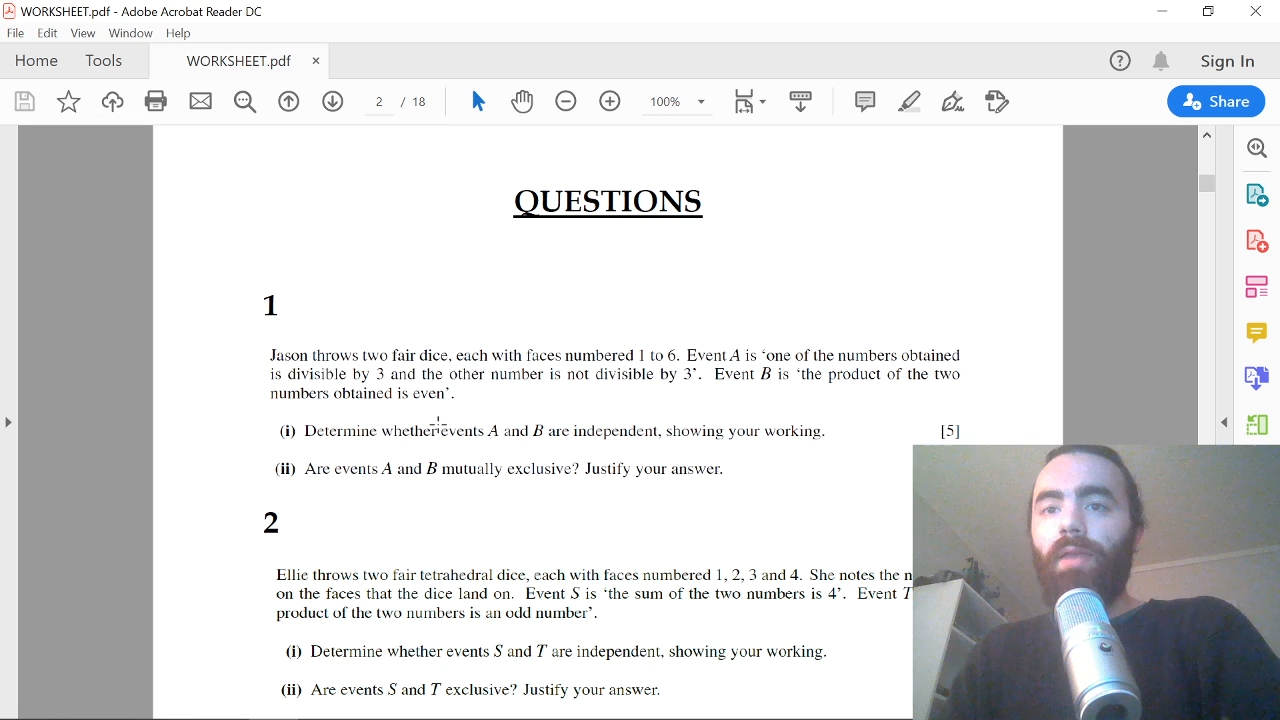 WORKSHEET.pdf - Adobe Acrobat Reader DC
File Edit View Window Help
Home Tools WORKSHEET.pdf × Sign In
2 / 18 100% Share
QUESTIONS
1
Jason throws two fair dice, each with faces numbered 1 to 6. Event A is ‘one of the numbers obtained
is divisible by 3 and the other number is not divisible by 3’. Event B is ‘the product of the two
numbers obtained is even’.
(i) Determine whether events A and B are independent, showing your working. [5]
(ii) Are events A and B mutually exclusive? Justify your answer.
2
Ellie throws two fair tetrahedral dice, each with faces numbered 1, 2, 3 and 4. She notes the
on the faces that the dice land on. Event S is ‘the sum of the two numbers is 4’. Event T
product of the two numbers is an odd number’.
(i) Determine whether events S and T are independent, showing your working.
(ii) Are events S and T exclusive? Justify your answer.